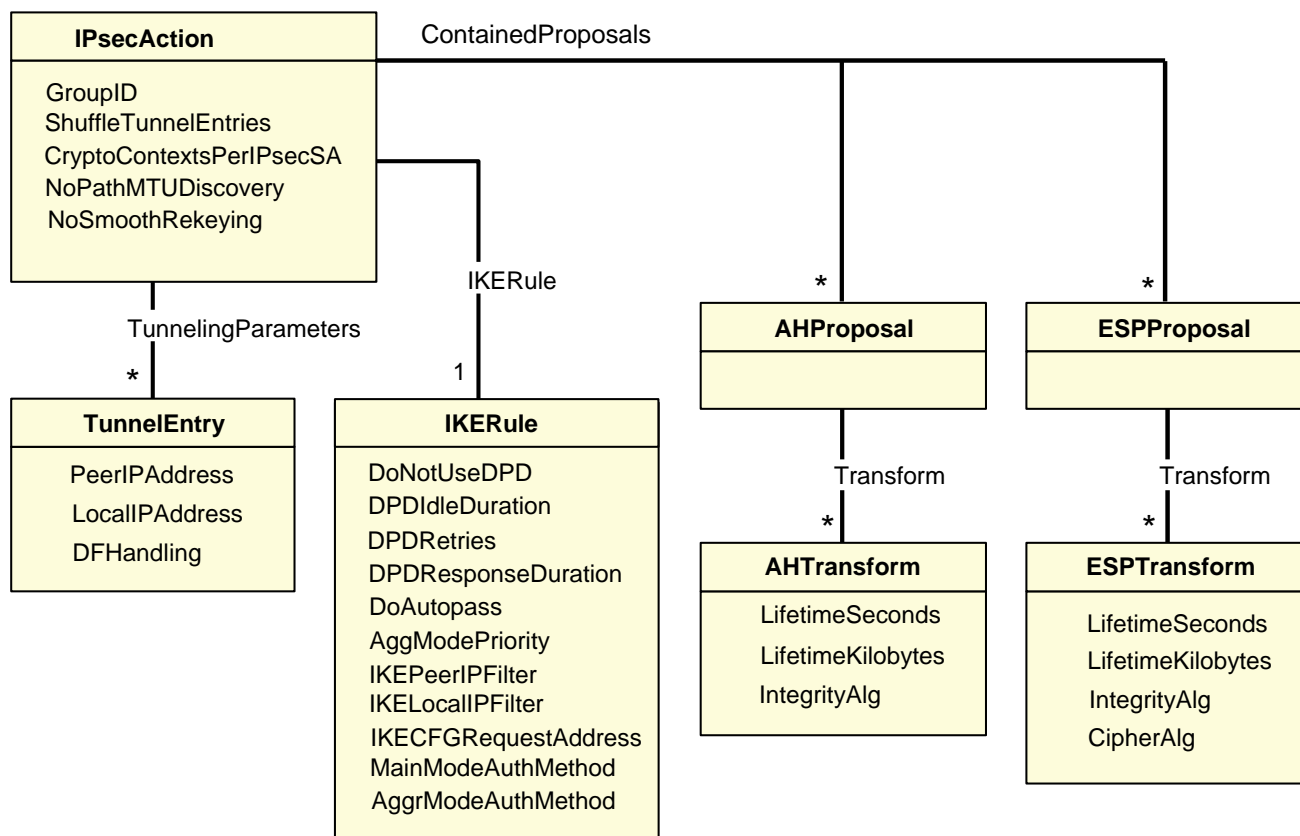 IPsecAction
GroupID
ShuffleTunnelEntries
CryptoContextsPerIPsecSA
NoPathMTUDiscovery
NoSmoothRekeying
ContainedProposals
IKERule
1
TunnelingParameters
*
*
*
TunnelEntry
PeerIPAddress
LocalIPAddress
DFHandling
IKERule
DoNotUseDPD
DPDIdleDuration
DPDRetries
DPDResponseDuration
DoAutopass
AggModePriority
IKEPeerIPFilter
IKELocalIPFilter
IKECFGRequestAddress
MainModeAuthMethod
AggrModeAuthMethod
AHProposal
Transform
*
AHTransform
LifetimeSeconds
LifetimeKilobytes
IntegrityAlg
ESPProposal
Transform
*
ESPTransform
LifetimeSeconds
LifetimeKilobytes
IntegrityAlg
CipherAlg